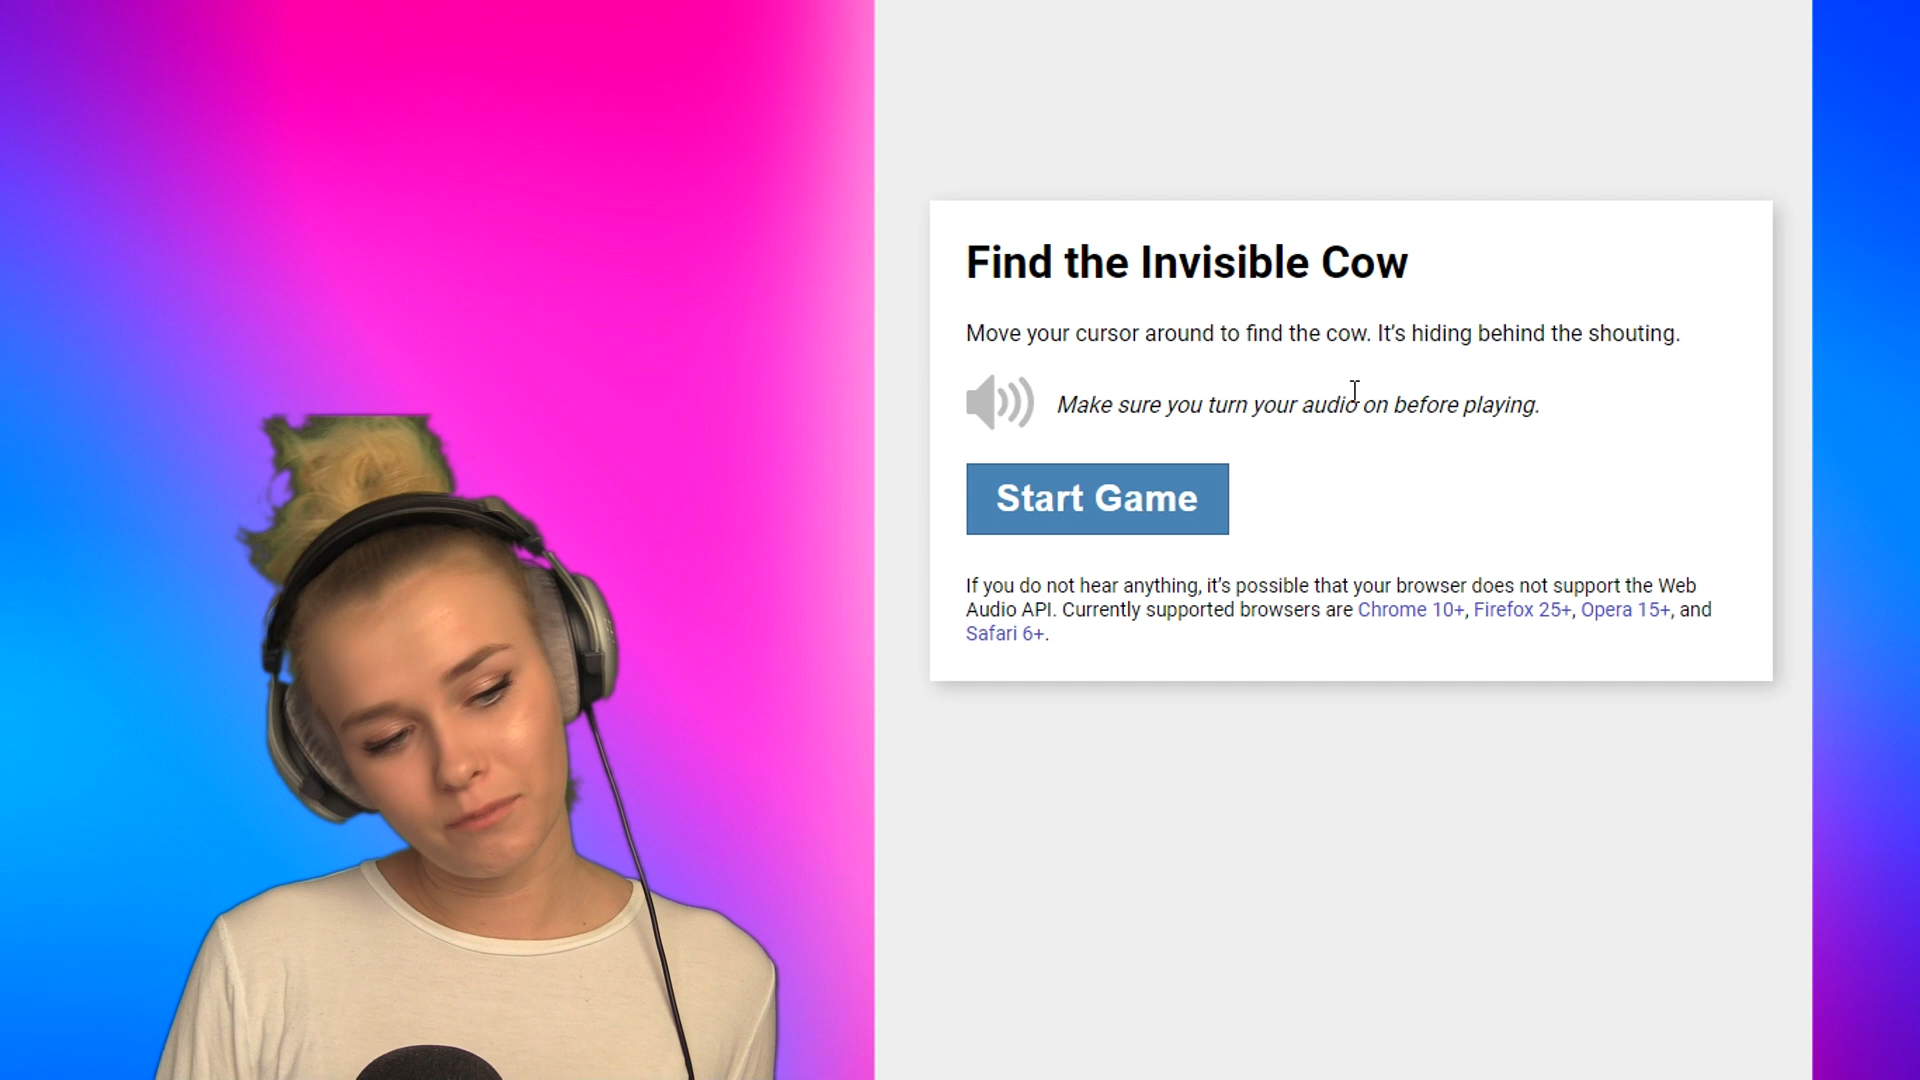 Find the Invisible Cow
Move your cursor around to find the cow. It’s hiding behind the shouting.
Make sure you turn your audio on before playing.
Start Game
If you do not hear anything, it’s possible that your browser does not support the Web
Audio API. Currently supported browsers are Chrome 10+, Firefox 25+, Opera 15+, and
Safari 6+.